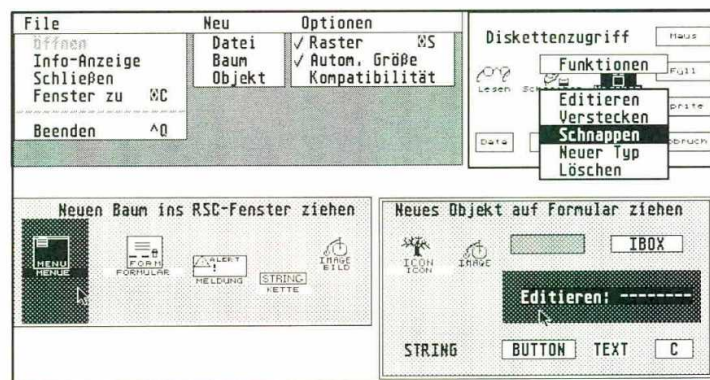 File
Öffnen
Info-Anzeige
Schließen
Fenster zu ⌧C
Beenden ^Q
Neu
Datei
Baum
Objekt
Optionen
✓ Raster ⌧S
✓ Autom. Größe
Kompatibilität
Diskettenzugriff
Maus
Funktionen
Lesen
Editieren
Verstecken
Schnappen
Neuer Typ
Löschen
Data
Neuen Baum ins RSC-Fenster ziehen
MENU
MENUE
FORM
FORMULAR
ALERT
!
MELDUNG
STRING
KETTE
IMAGE
BILD
Neues Objekt auf Formular ziehen
ICON
ICON
IMAGE
IBOX
Editieren: --------
STRING
BUTTON
TEXT
C